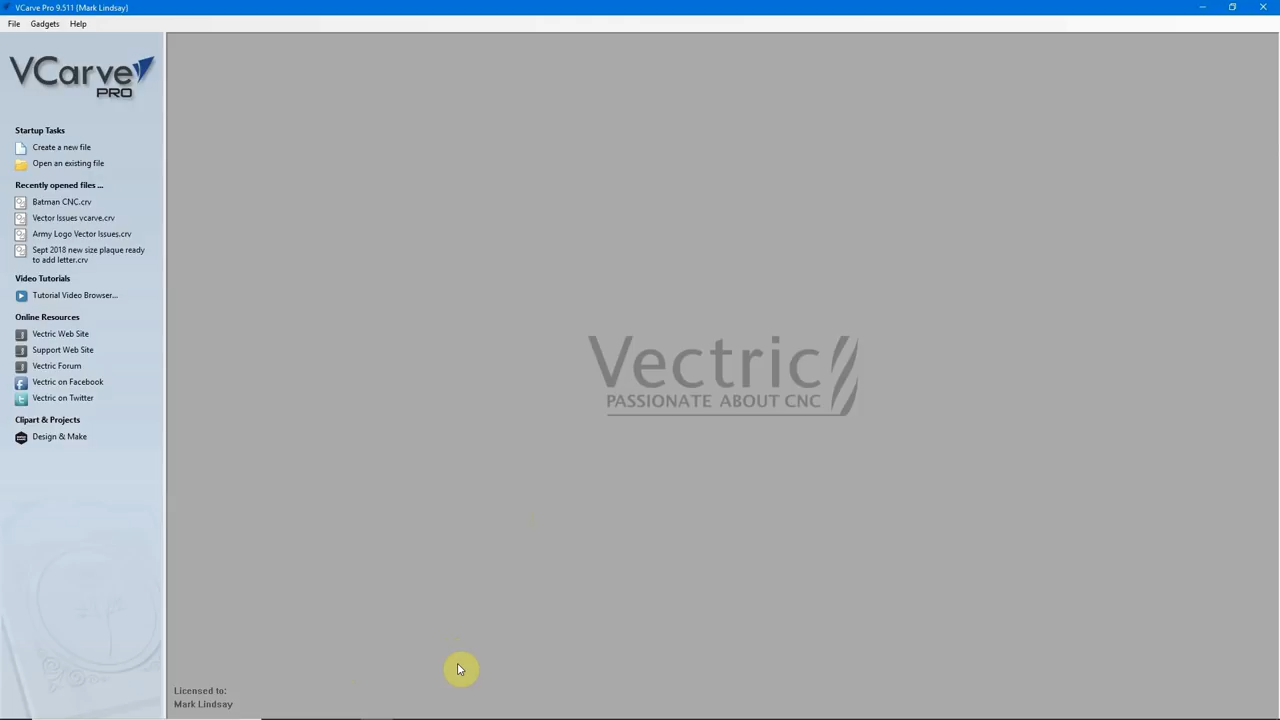 VCarve Pro 9.511 {Mark Lindsay}
File Gadgets Help
VCarve
PRO
Startup Tasks
Create a new file
Open an existing file
Recently opened files ...
Batman CNC.crv
Vector Issues vcarve.crv
Army Logo Vector Issues.crv
Sept 2018 new size plaque ready
to add letter.crv
Video Tutorials
Tutorial Video Browser...
Online Resources
Vectric Web Site
Support Web Site
Vectric Forum
Vectric on Facebook
Vectric on Twitter
Clipart & Projects
Design & Make
Vectric
PASSIONATE ABOUT CNC
Licensed to:
Mark Lindsay